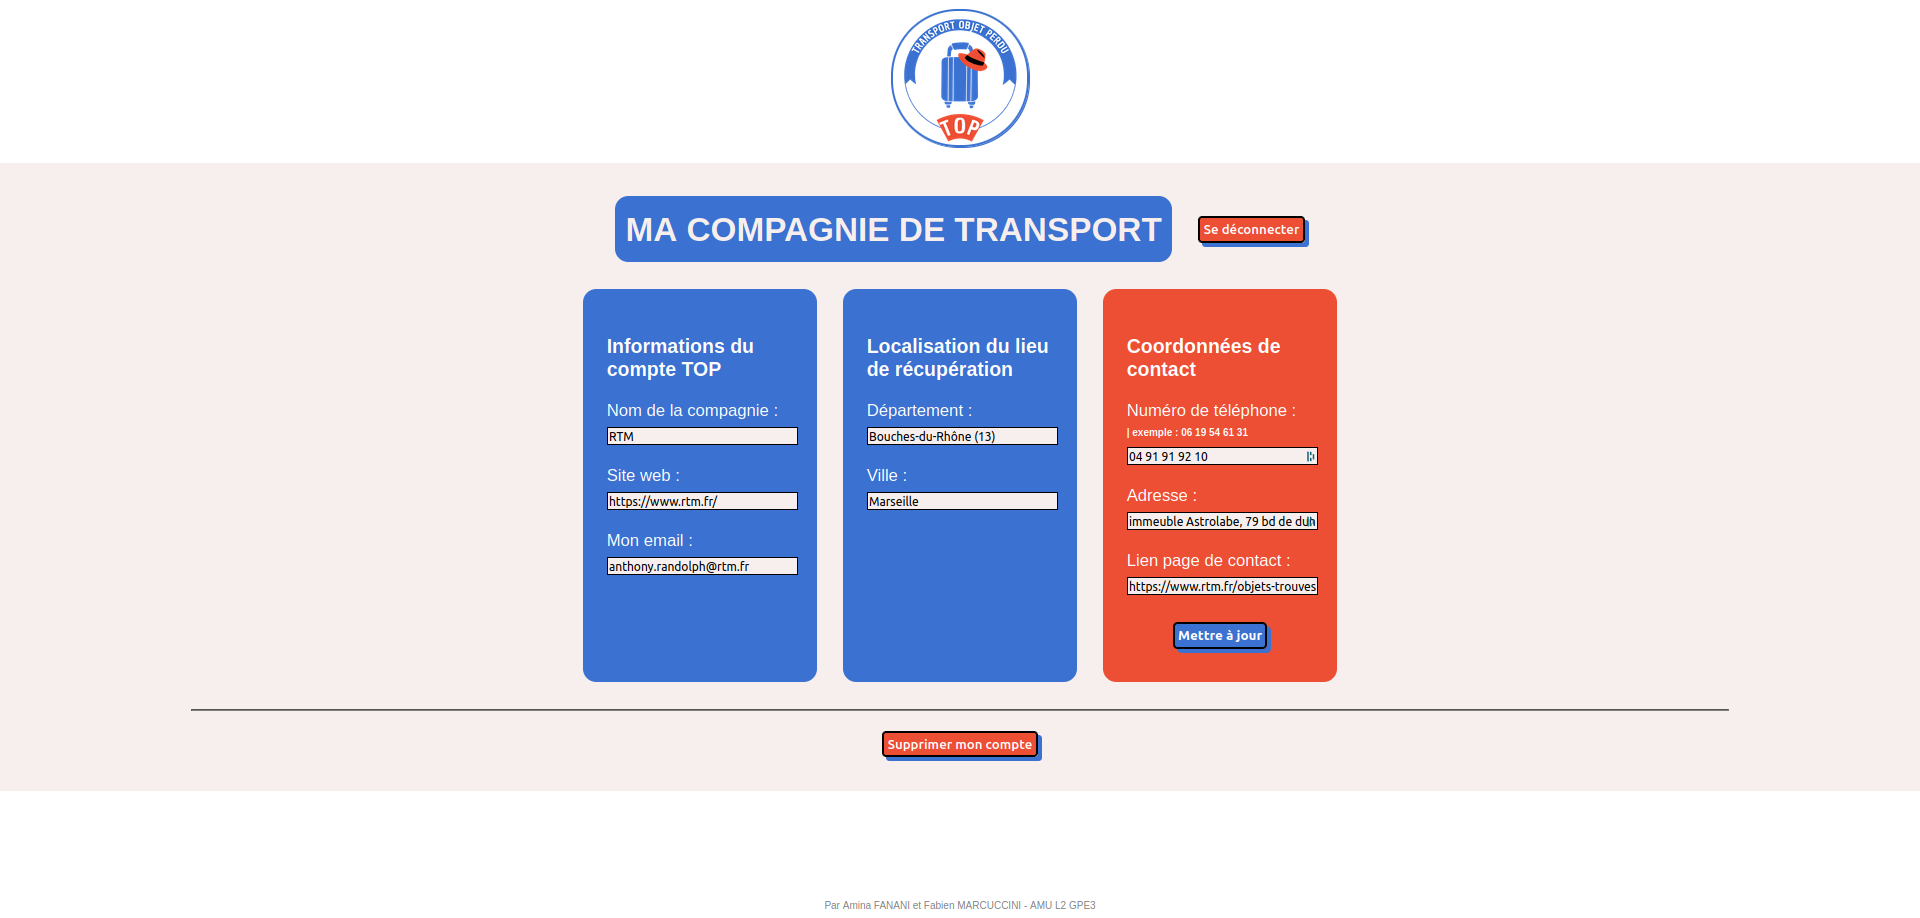 TRANSPORT OBJET PERDU
TOP
MA COMPAGNIE DE TRANSPORT
Se déconnecter
Informations du
compte TOP
Nom de la compagnie :
RTM
Site web :
https://www.rtm.fr/
Mon email :
anthony.randolph@rtm.fr
Localisation du lieu
de récupération
Département :
Bouches-du-Rhône (13)
Ville :
Marseille
Coordonnées de
contact
Numéro de téléphone :
| exemple : 06 19 54 61 31
04 91 91 92 10
Adresse :
immeuble Astrolabe, 79 bd de
Lien page de contact :
https://www.rtm.fr/objets-trouves
Mettre à jour
Supprimer mon compte
Par Amina FANANI et Fabien MARCUCCINI - AMU L2 GPE3